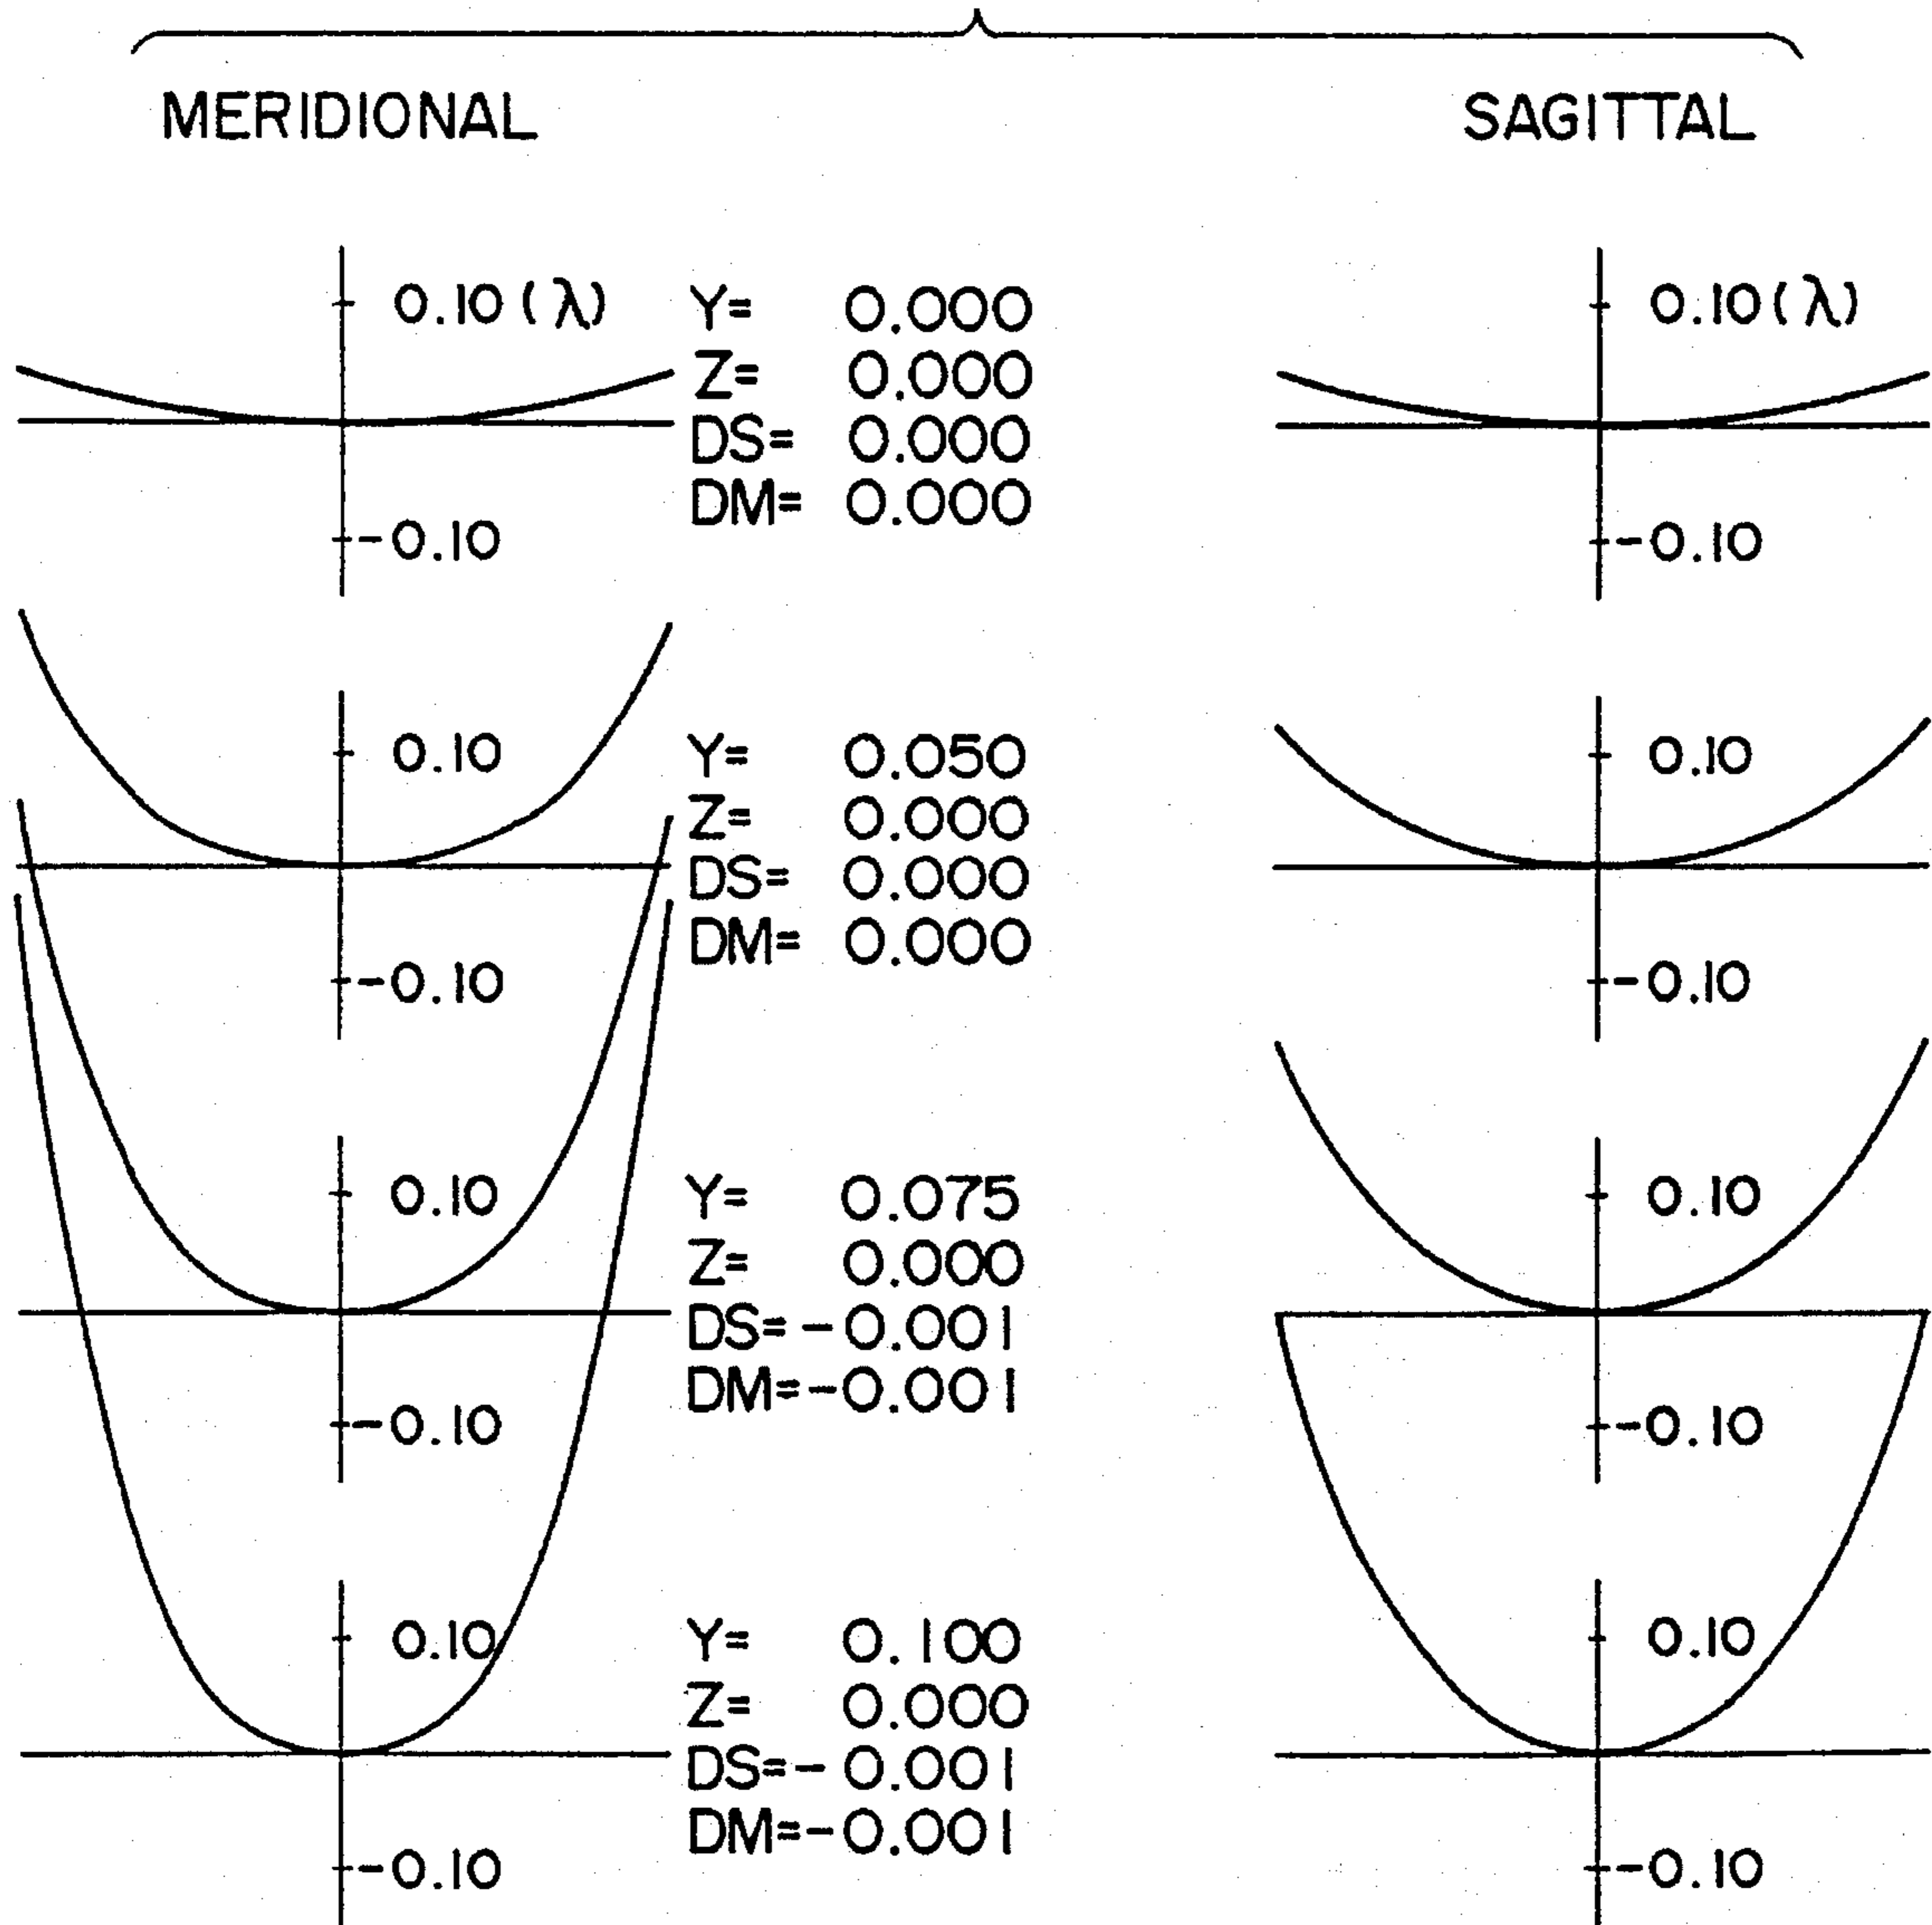 MERIDIONAL SAGITTAL
0.10 (λ) Y= 0.000 0.10 (λ)
Z= 0.000
DS= 0.000
DM= 0.000
-0.10 -0.10
0.10 Y= 0.050 0.10
Z= 0.000
DS= 0.000
DM= 0.000
-0.10 -0.10
0.10 Y= 0.075 0.10
Z= 0.000
DS= -0.001
DM= -0.001
-0.10 -0.10
0.10 Y= 0.100 0.10
Z= 0.000
DS= -0.001
DM= -0.001
-0.10 -0.10